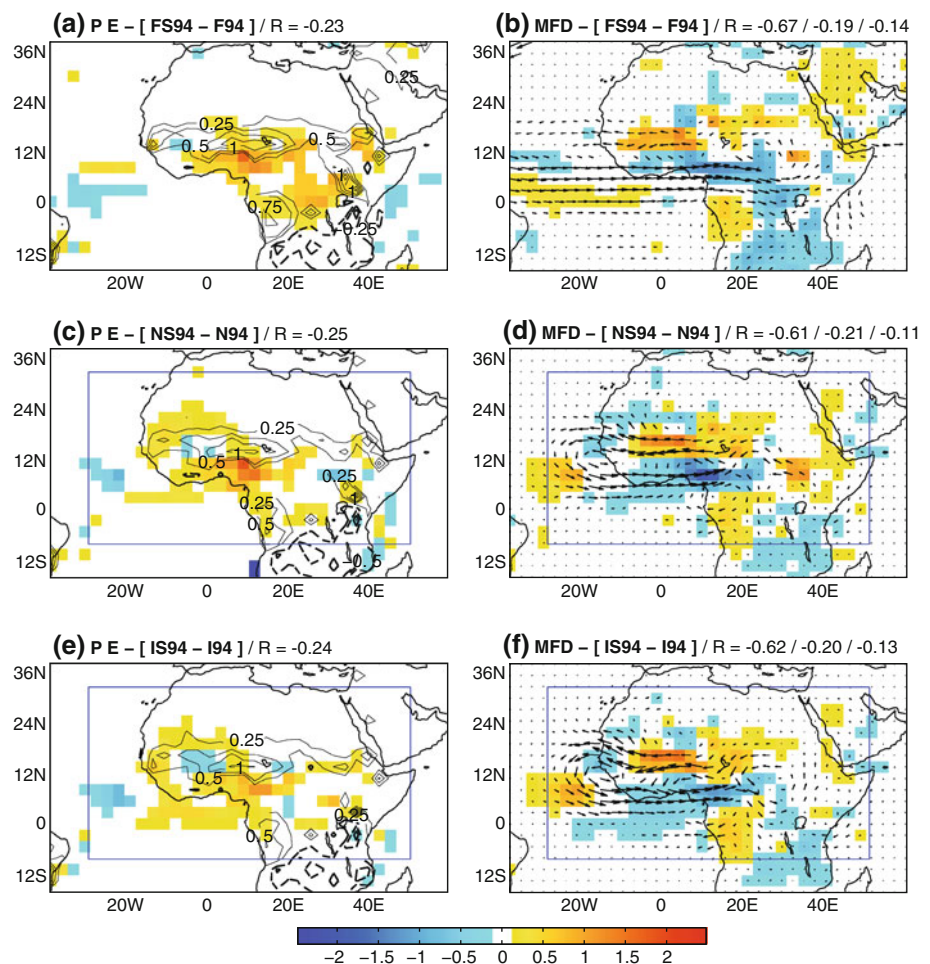 (a) P E – [ FS94 – F94 ] / R = -0.23
(b) MFD – [ FS94 – F94 ] / R = -0.67 / -0.19 / -0.14
36N
24N
12N
0
12S
20W 0 20E 40E
0.25
0.25
0.5
0.5
1
1
1
0.75
-0.25
36N
24N
12N
0
12S
20W 0 20E 40E
(c) P E – [ NS94 – N94 ] / R = -0.25
(d) MFD – [ NS94 – N94 ] / R = -0.61 / -0.21 / -0.11
36N
24N
12N
0
12S
20W 0 20E 40E
0.25
1
0.5
0.25
0.25
1
0.5
-0.5
36N
24N
12N
0
12S
20W 0 20E 40E
(e) P E – [ IS94 – I94 ] / R = -0.24
(f) MFD – [ IS94 – I94 ] / R = -0.62 / -0.20 / -0.13
36N
24N
12N
0
12S
20W 0 20E 40E
0.25
1
0.5
0.25
0.5
36N
24N
12N
0
12S
20W 0 20E 40E
−2 −1.5 −1 −0.5 0 0.5 1 1.5 2